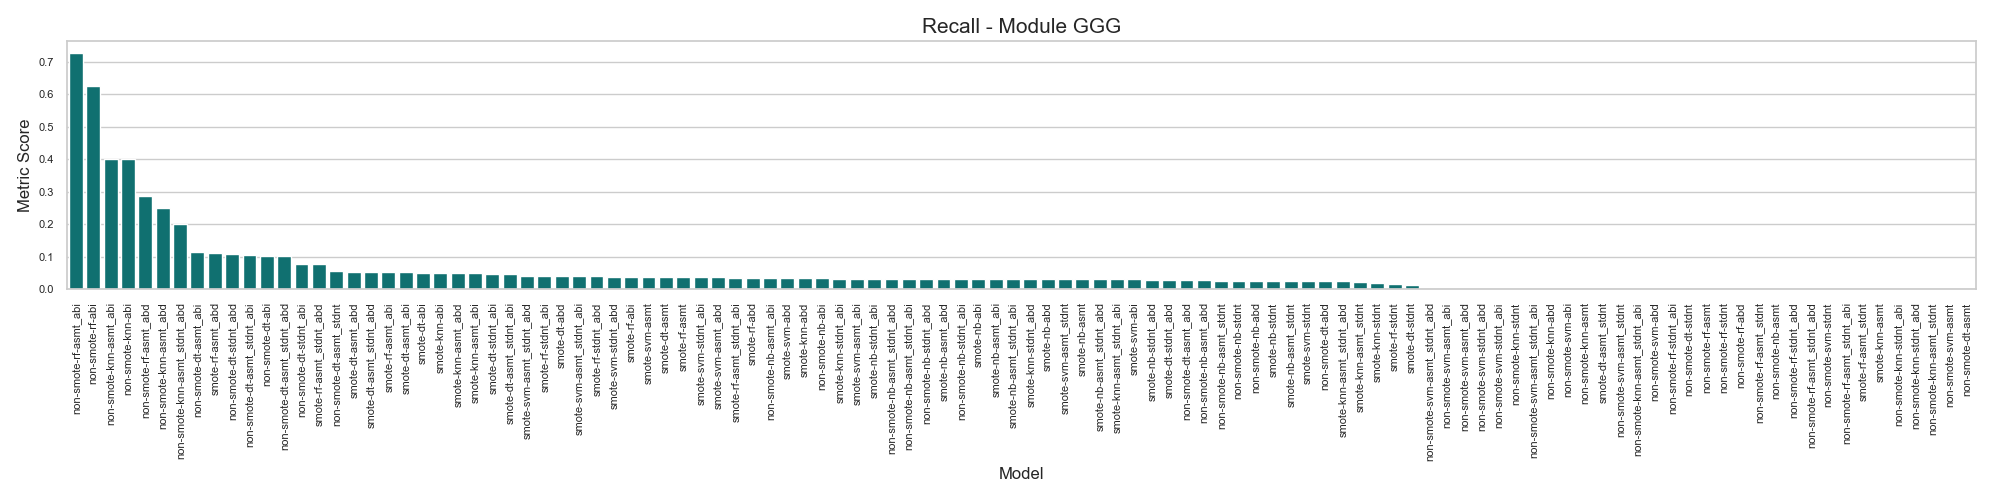 Recall - Module GGG
Metric Score
0.7
0.6
0.5
0.4
0.3
0.2
0.1
0.0
non-smote-rf-asmt_abi
non-smote-rf-abi
non-smote-knn-asmt_abi
non-smote-knn-abi
non-smote-rf-asmt_abd
non-smote-knn-asmt_abd
non-smote-knn-asmt_stdnt_abd
non-smote-dt-asmt_abi
smote-rf-asmt_abd
non-smote-dt-stdnt_abd
non-smote-dt-asmt_stdnt_abi
non-smote-dt-abi
non-smote-dt-asmt_stdnt_abd
non-smote-dt-stdnt_abi
smote-rf-asmt_stdnt_abd
non-smote-dt-asmt_stdnt
smote-dt-asmt_abd
smote-dt-asmt_stdnt_abd
smote-rf-asmt_abi
smote-dt-asmt_abi
smote-dt-abi
smote-knn-abi
smote-knn-asmt_abd
smote-knn-asmt_abi
smote-dt-stdnt_abi
smote-dt-asmt_stdnt_abi
smote-svm-asmt_stdnt_abd
smote-rf-stdnt_abi
smote-dt-abd
smote-svm-asmt_stdnt_abi
smote-rf-stdnt_abd
smote-svm-stdnt_abd
smote-rf-abi
smote-svm-asmt
smote-dt-asmt
smote-rf-asmt
smote-svm-stdnt_abi
smote-svm-asmt_abd
smote-rf-asmt_stdnt_abi
smote-rf-abd
non-smote-nb-asmt_abi
smote-svm-abd
smote-knn-abd
non-smote-nb-abi
smote-knn-stdnt_abi
smote-svm-asmt_abi
smote-nb-stdnt_abi
non-smote-nb-asmt_stdnt_abd
non-smote-nb-asmt_stdnt_abi
non-smote-nb-stdnt_abd
smote-nb-asmt_abd
non-smote-nb-stdnt_abi
smote-nb-abi
smote-nb-asmt_abi
smote-nb-asmt_stdnt_abi
smote-knn-stdnt_abd
smote-nb-abd
smote-svm-asmt_stdnt
smote-nb-asmt
smote-nb-asmt_stdnt_abd
smote-knn-asmt_stdnt_abi
smote-svm-abi
smote-nb-stdnt_abd
smote-dt-stdnt_abd
non-smote-dt-asmt_abd
non-smote-nb-asmt_abd
non-smote-nb-asmt_stdnt
non-smote-nb-stdnt
non-smote-nb-abd
smote-nb-stdnt
smote-nb-asmt_stdnt
smote-svm-stdnt
non-smote-dt-abd
smote-knn-asmt_stdnt_abd
smote-knn-asmt_stdnt
smote-knn-stdnt
smote-rf-stdnt
smote-dt-stdnt
non-smote-svm-asmt_stdnt_abd
non-smote-svm-asmt_abi
non-smote-svm-asmt_abd
non-smote-svm-stdnt_abd
non-smote-svm-stdnt_abi
non-smote-knn-stdnt
non-smote-svm-asmt_stdnt_abi
non-smote-knn-abd
non-smote-svm-abi
non-smote-knn-asmt
smote-dt-asmt_stdnt
non-smote-svm-asmt_stdnt
non-smote-knn-asmt_stdnt_abi
non-smote-svm-abd
non-smote-rf-stdnt_abi
non-smote-dt-stdnt
non-smote-rf-asmt
non-smote-rf-stdnt
non-smote-rf-abd
non-smote-rf-asmt_stdnt
non-smote-nb-asmt
non-smote-rf-stdnt_abd
non-smote-rf-asmt_stdnt_abd
non-smote-svm-stdnt
non-smote-rf-asmt_stdnt_abi
smote-rf-asmt_stdnt
smote-knn-asmt
non-smote-knn-stdnt_abi
non-smote-knn-stdnt_abd
non-smote-knn-asmt_stdnt
non-smote-svm-asmt
non-smote-dt-asmt
Model